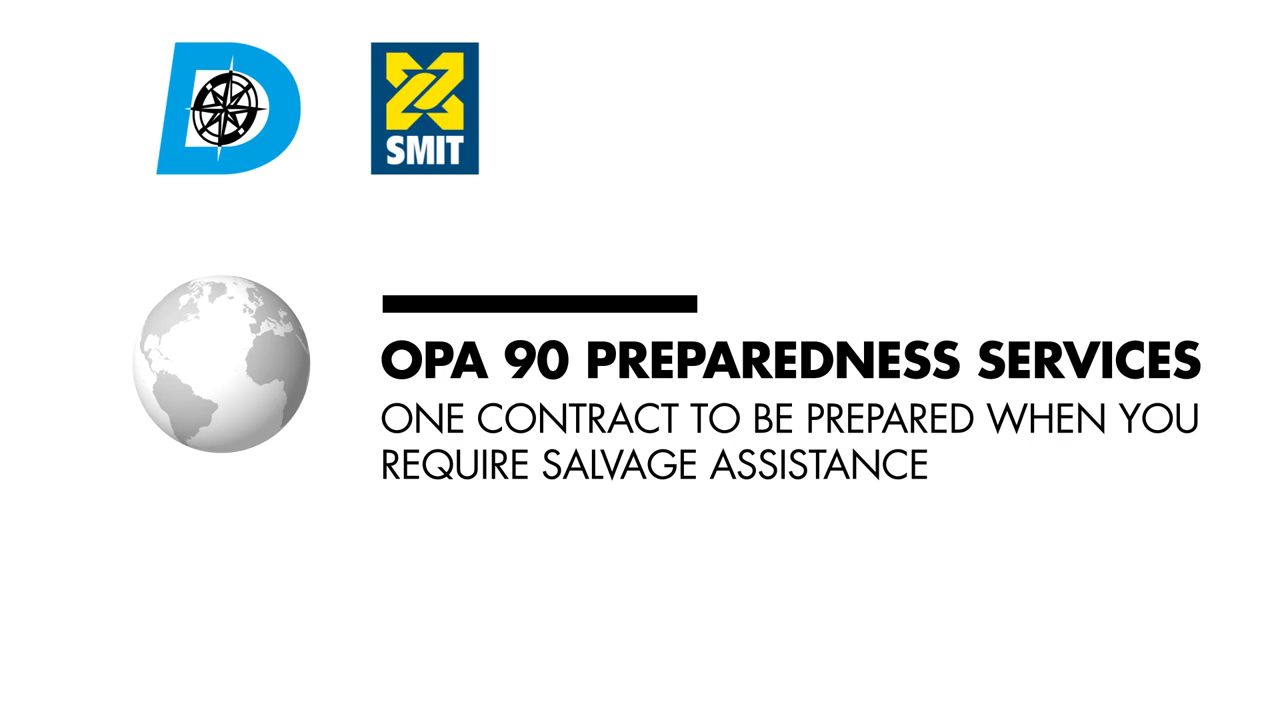 D
SMIT
OPA 90 PREPAREDNESS SERVICES
ONE CONTRACT TO BE PREPARED WHEN YOU
REQUIRE SALVAGE ASSISTANCE